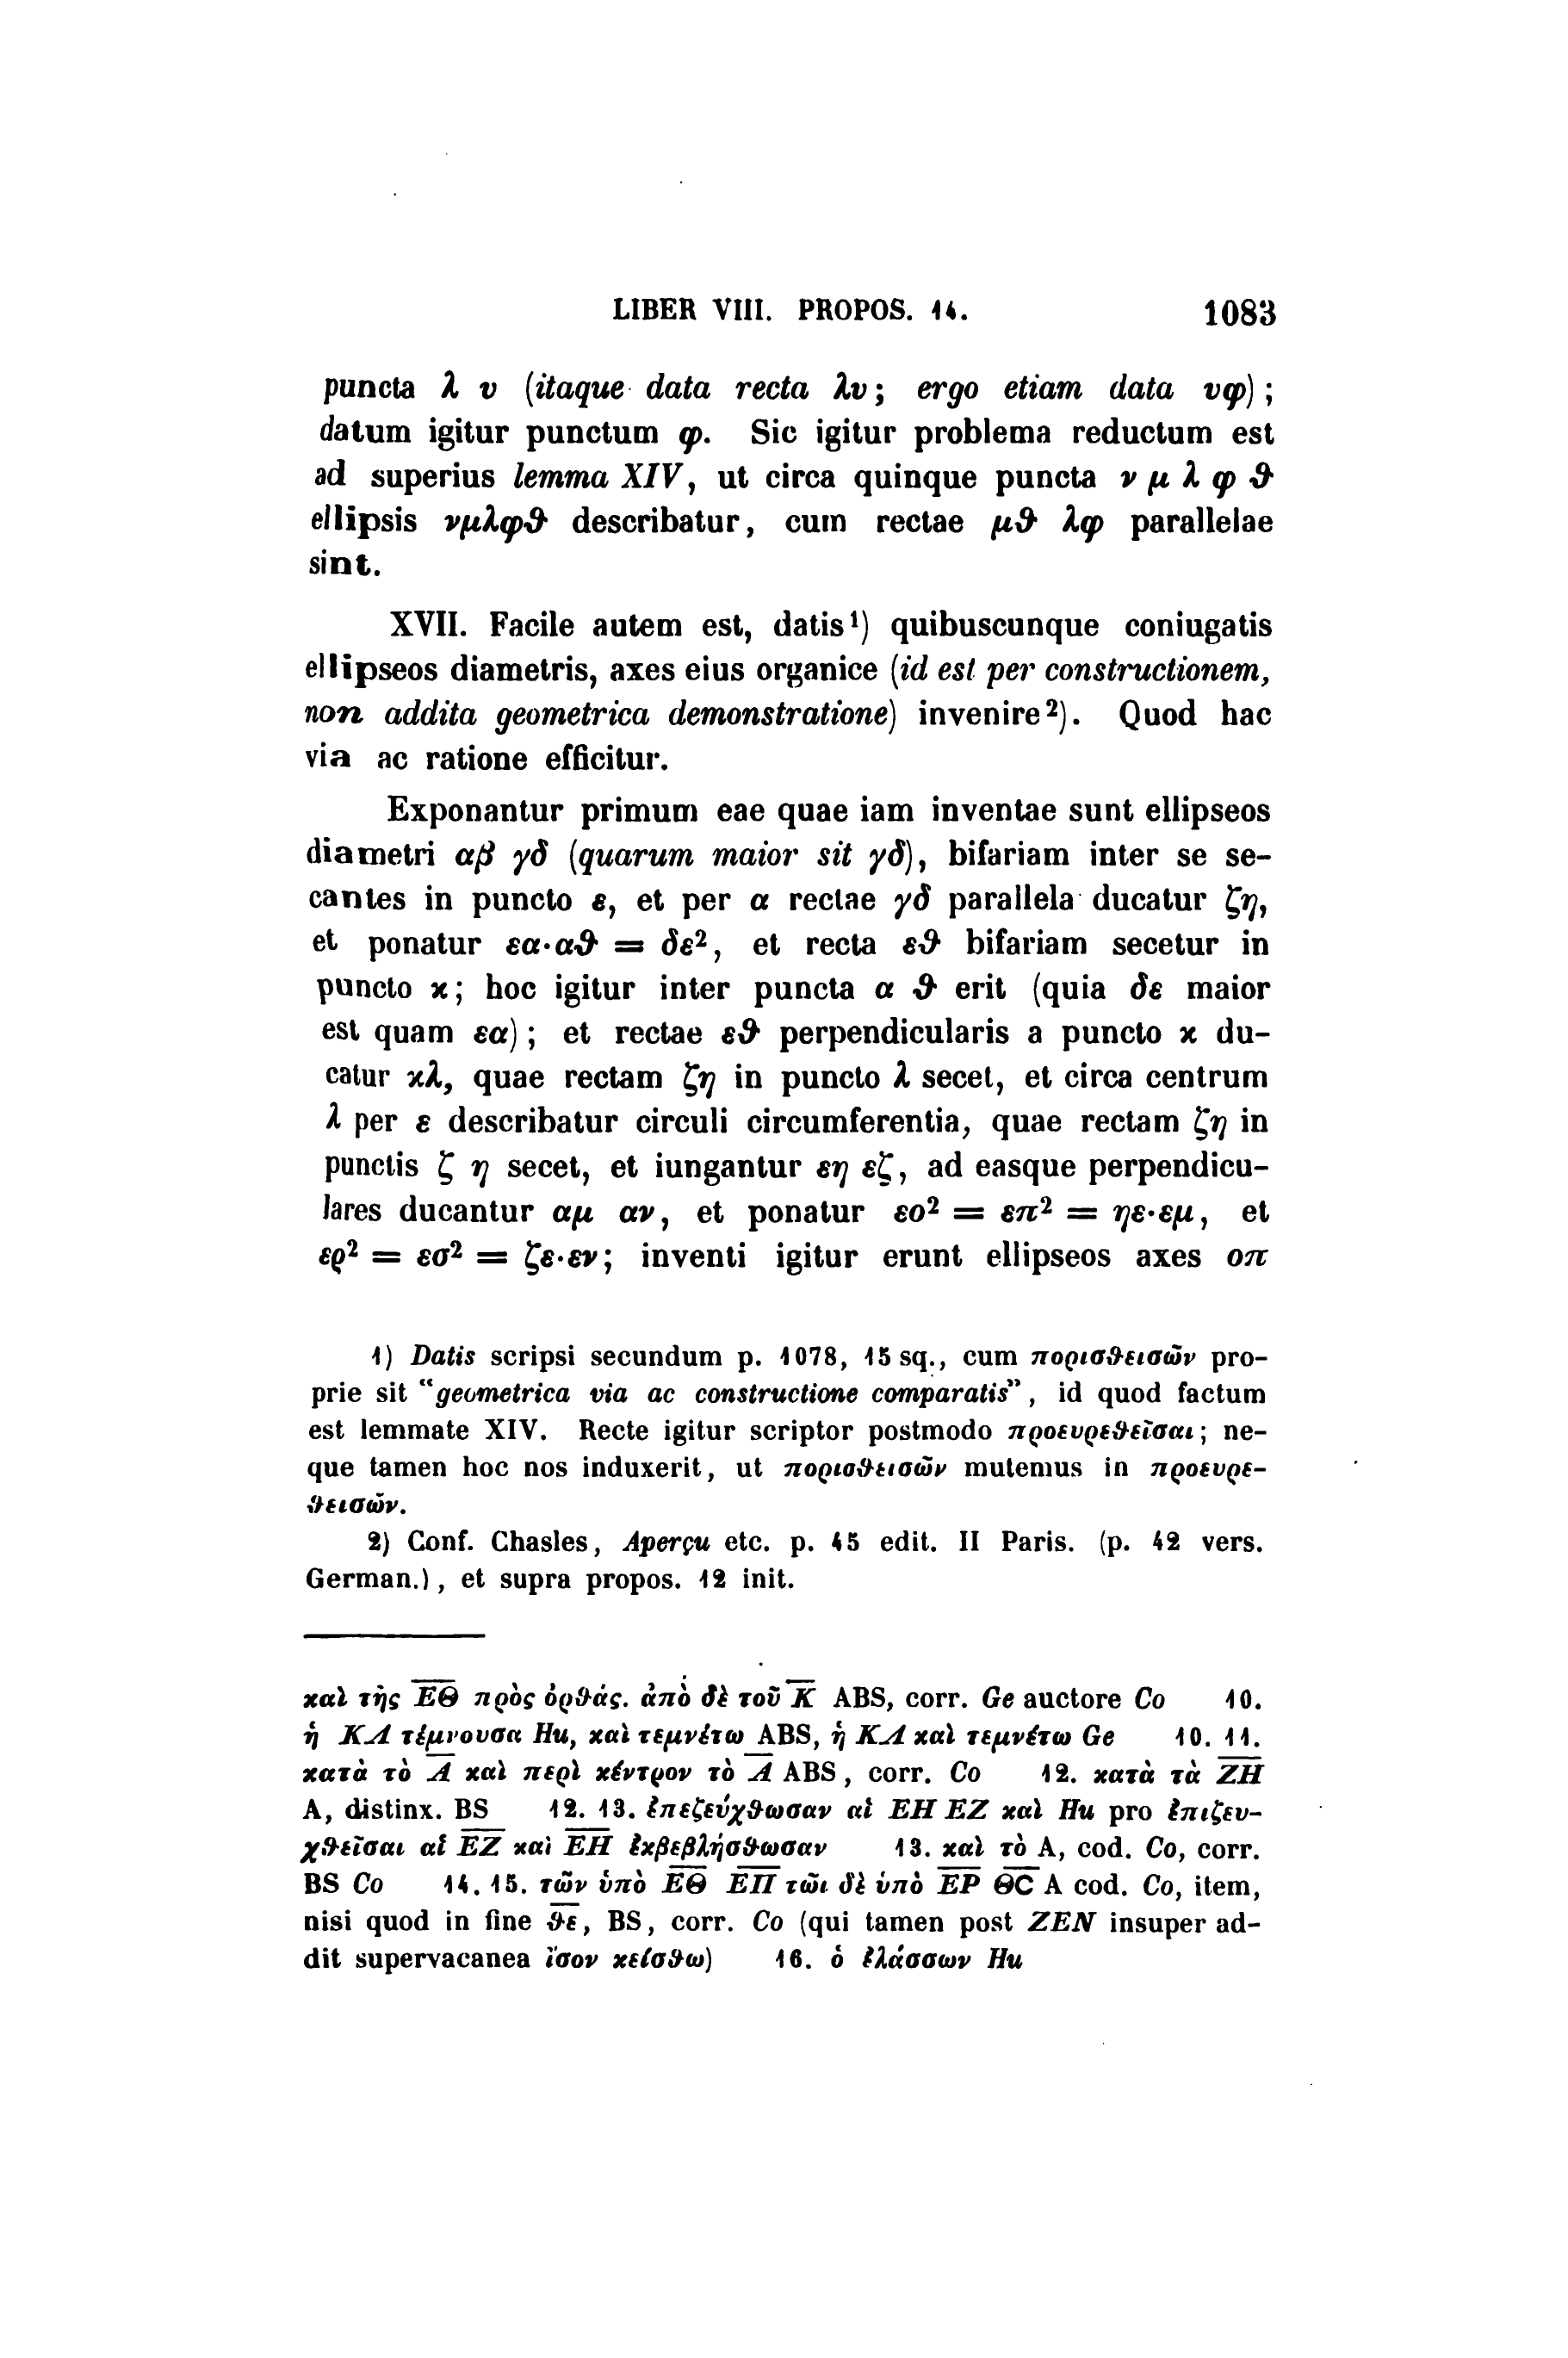 LIBER VIII. PROPOS. 14. 1083
puncta λ ν (itaque data recta λν; ergo etiam data νφ);
datum igitur punctum φ. Sic igitur problema reductum est
ad superius lemma XIV, ut circa quinque puncta ν μ λ φ ϑ
ellipsis νμλφϑ describatur, cum rectae μϑ λφ parallelae
sint.
XVII. Facile autem est, datis¹) quibuscunque coniugatis
ellipseos diametris, axes eius organice (id est per constructionem,
non addita geometrica demonstratione) invenire²). Quod hac
via ac ratione efficitur.
Exponantur primum eae quae iam inventae sunt ellipseos
diametri αβ γδ (quarum maior sit γδ), bifariam inter se se-
cantes in puncto ε, et per α rectae γδ parallela ducatur ζη,
et ponatur εα·αϑ = δε², et recta εϑ bifariam secetur in
puncto κ; hoc igitur inter puncta α ϑ erit (quia δε maior
est quam εα); et rectae εϑ perpendicularis a puncto κ du-
catur κλ, quae rectam ζη in puncto λ secet, et circa centrum
λ per ε describatur circuli circumferentia, quae rectam ζη in
punctis ζ η secet, et iungantur εη εζ, ad easque perpendicu-
lares ducantur αμ αν, et ponatur εο² = επ² = ηε·εμ, et
ερ² = εσ² = ζε·εν; inventi igitur erunt ellipseos axes οπ
1) Datis scripsi secundum p. 1078, 15 sq., cum πορισϑεισῶν pro-
prie sit "geometrica via ac constructione comparatis", id quod factum
est lemmate XIV. Recte igitur scriptor postmodo προευρεϑεῖσαι; ne-
que tamen hoc nos induxerit, ut πορισϑεισῶν mutemus in προευρε-
ϑεισῶν.
2) Conf. Chasles, Aperçu etc. p. 45 edit. II Paris. (p. 42 vers.
German.), et supra propos. 12 init.
καὶ τῆς Ε̅Θ̅ πρὸς ὀρϑάς. ἀπὸ δὲ τοῦ Κ̅ ABS, corr. Ge auctore Co 10.
ἡ ΚΛ τέμνουσα Hu, καὶ τεμνέτω ABS, ἡ ΚΛ καὶ τεμνέτω Ge 10. 11.
κατὰ τὸ Λ̅ καὶ περὶ κέντρον τὸ Λ̅ ABS, corr. Co 12. κατὰ τὰ Ζ̅Η̅
A, distinx. BS 12. 13. ἐπεζεύχϑωσαν αἱ ΕΗ ΕΖ καὶ Hu pro ἐπιζευ-
χϑεῖσαι αἱ Ε̅Ζ̅ καὶ Ε̅Η̅ ἐκβεβλήσϑωσαν 13. καὶ τὸ A, cod. Co, corr.
BS Co 14. 15. τῶν ὑπὸ Ε̅Θ̅ Ε̅Π̅ τῶι δὲ ὑπὸ Ε̅Ρ̅ Θ̅C̅ A cod. Co, item,
nisi quod in fine ϑ̅ε̅, BS, corr. Co (qui tamen post ΖΕΝ insuper ad-
dit supervacanea ἴσον κείσϑω) 16. ὁ ἐλάσσων Hu